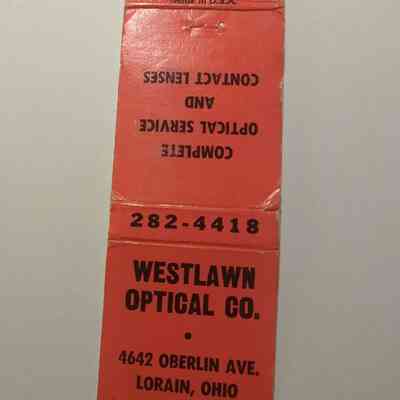 COMPLETE
OPTICAL SERVICE
AND
CONTACT LENSES
282-4418
WESTLAWN
OPTICAL CO.
•
4642 OBERLIN AVE.
LORAIN, OHIO